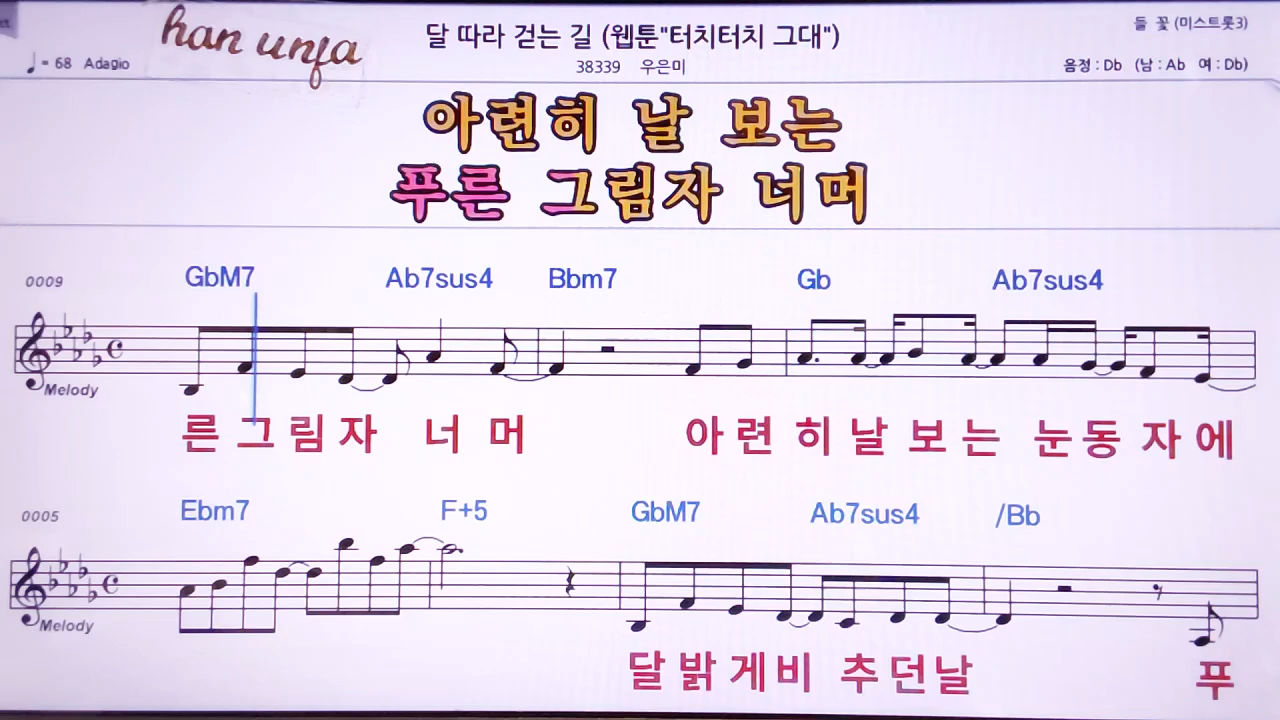 han unfa
달 따라 걷는 길 (웹툰"터치터치 그대")
들 꽃 (미스트롯3)
♩= 68 Adagio
38339 우은미
음정 : Db (남 : Ab 여 : Db)
아련히 날 보는
푸른 그림자 너머
0009 GbM7 Ab7sus4 Bbm7 Gb Ab7sus4
Melody
른 그 림 자 너 머 아 련 히 날 보 는 눈 동 자 에
0005 Ebm7 F+5 GbM7 Ab7sus4 /Bb
Melody
달 밝 게 비 추 던 날 푸